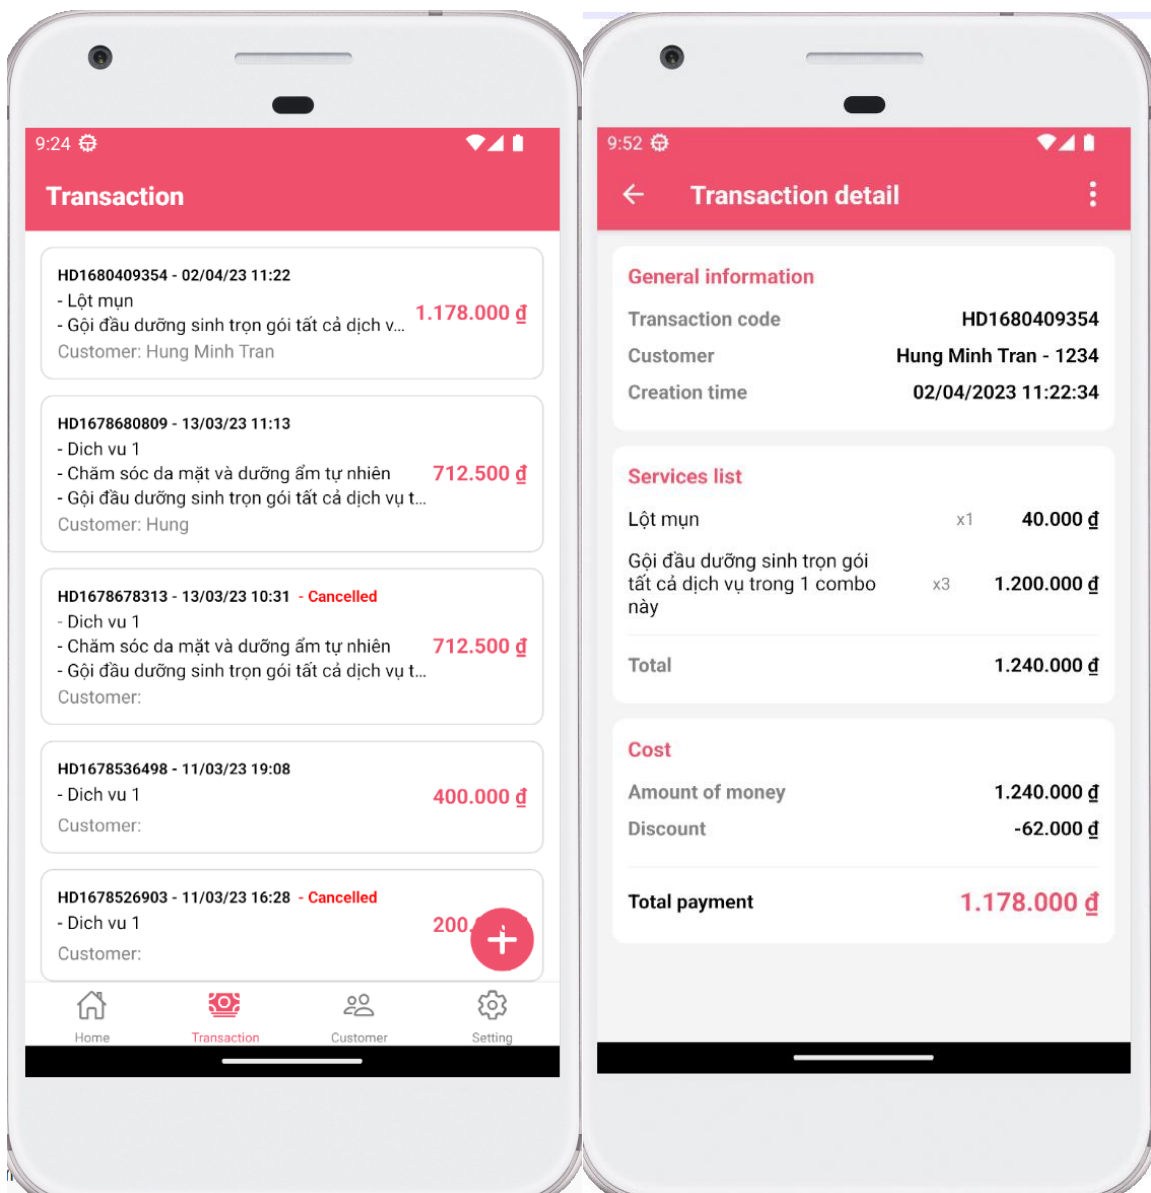 9:24
Transaction
HD1680409354 - 02/04/23 11:22
- Lột mụn
- Gội đầu dưỡng sinh trọn gói tất cả dịch v...
1.178.000 ₫
Customer: Hung Minh Tran
HD1678680809 - 13/03/23 11:13
- Dich vu 1
- Chăm sóc da mặt và dưỡng ẩm tự nhiên
712.500 ₫
- Gội đầu dưỡng sinh trọn gói tất cả dịch vụ t...
Customer: Hung
HD1678678313 - 13/03/23 10:31 - Cancelled
- Dich vu 1
- Chăm sóc da mặt và dưỡng ẩm tự nhiên
712.500 ₫
- Gội đầu dưỡng sinh trọn gói tất cả dịch vụ t...
Customer:
HD1678536498 - 11/03/23 19:08
- Dich vu 1
400.000 ₫
Customer:
HD1678526903 - 11/03/23 16:28 - Cancelled
- Dich vu 1
200.
Customer:
Home
Transaction
Customer
Setting
9:52
Transaction detail
General information
Transaction code HD1680409354
Customer Hung Minh Tran - 1234
Creation time 02/04/2023 11:22:34
Services list
Lột mụn x1 40.000 ₫
Gội đầu dưỡng sinh trọn gói
tất cả dịch vụ trong 1 combo x3 1.200.000 ₫
này
Total 1.240.000 ₫
Cost
Amount of money 1.240.000 ₫
Discount -62.000 ₫
Total payment 1.178.000 ₫